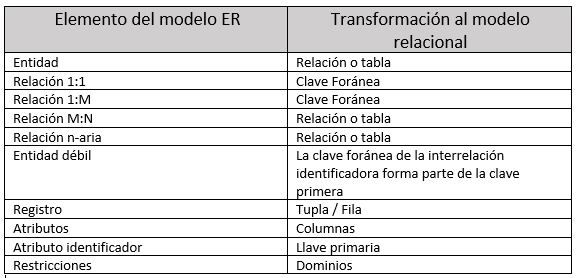 Elemento del modelo ER
Transformación al modelo
relacional
Entidad
Relación o tabla
Relación 1:1
Clave Foránea
Relación 1:M
Clave Foránea
Relación M:N
Relación o tabla
Relación n-aria
Relación o tabla
Entidad débil
La clave foránea de la interrelación
identificadora forma parte de la clave
primera
Registro
Tupla / Fila
Atributos
Columnas
Atributo identificador
Llave primaria
Restricciones
Dominios